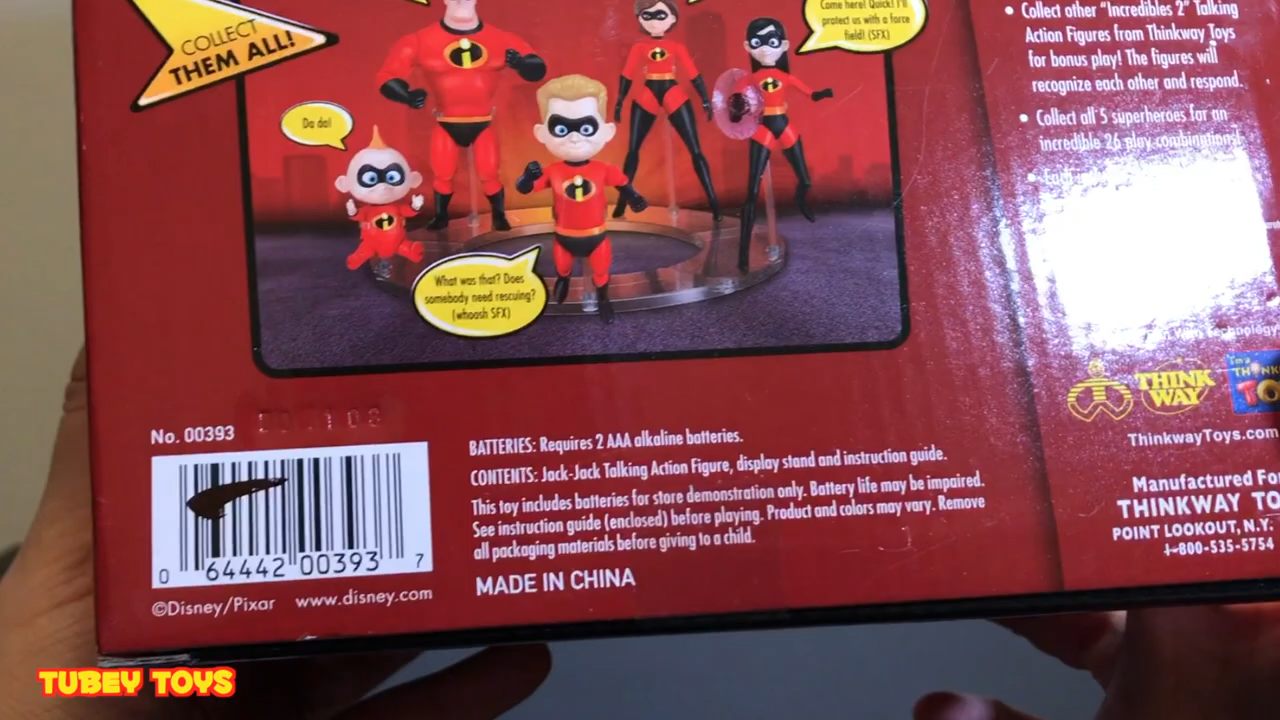 COLLECT
THEM ALL!
Come here! Quick! I'll
protect us with a force
field! (SFX)
Da da!
What was that? Does
somebody need rescuing?
(whoosh SFX)
• Collect other "Incredibles 2" Talking
Action Figures from Thinkway Toys
for bonus play! The figures will
recognize each other and respond.
• Collect all 5 superheroes for an
incredible 26 play combinations!
• Each
technology
THINK
WAY
I'm a
ThinkwayToys.com
Manufactured Fo
THINKWAY TO
POINT LOOKOUT, N.Y.
1-800-535-5754
No. 00393
0 64442 00393 7
©Disney/Pixar www.disney.com
BATTERIES: Requires 2 AAA alkaline batteries.
CONTENTS: Jack-Jack Talking Action Figure, display stand and instruction guide.
This toy includes batteries for store demonstration only. Battery life may be impaired.
See instruction guide (enclosed) before playing. Product and colors may vary. Remove
all packaging materials before giving to a child.
MADE IN CHINA
TUBEY TOYS